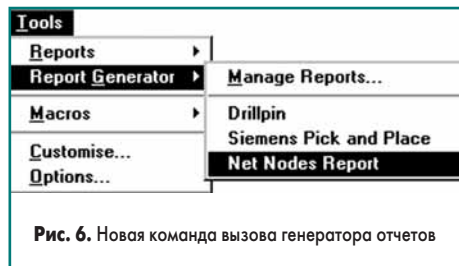 Tools
Reports
Report Generator
Macros
Customise...
Options...
Manage Reports...
Drillpin
Siemens Pick and Place
Net Nodes Report
Рис. 6. Новая команда вызова генератора отчетов